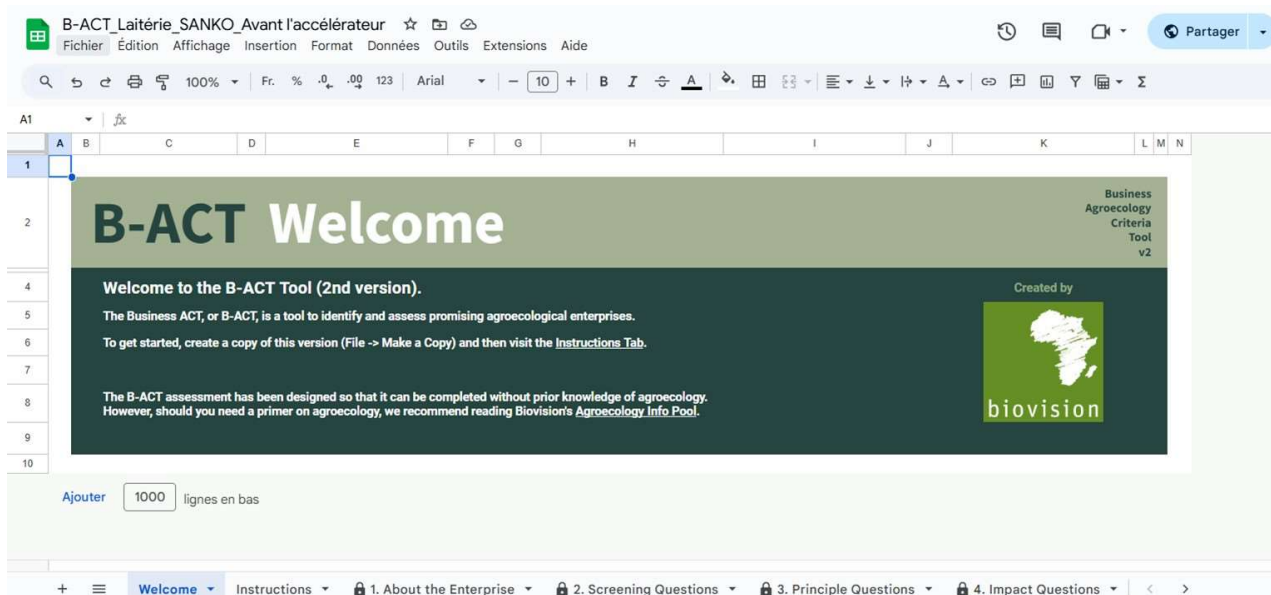 B-ACT_Laitérie_SANKO_Avant l'accélérateur
Partager
Fichier Édition Affichage Insertion Format Données Outils Extensions Aide
100% Fr. % .0 .00 123 Arial 10 B I A
A1 fx
A B C D E F G H I J K L M N
1
2
B-ACT Welcome
Business
Agroecology
Criteria
Tool
v2
4 Welcome to the B-ACT Tool (2nd version). Created by
5 The Business ACT, or B-ACT, is a tool to identify and assess promising agroecological enterprises.
6 To get started, create a copy of this version (File -> Make a Copy) and then visit the Instructions Tab.
7
8 The B-ACT assessment has been designed so that it can be completed without prior knowledge of agroecology.
However, should you need a primer on agroecology, we recommend reading Biovision's Agroecology Info Pool.
biovision
9
10
Ajouter 1000 lignes en bas
Welcome Instructions 1. About the Enterprise 2. Screening Questions 3. Principle Questions 4. Impact Questions